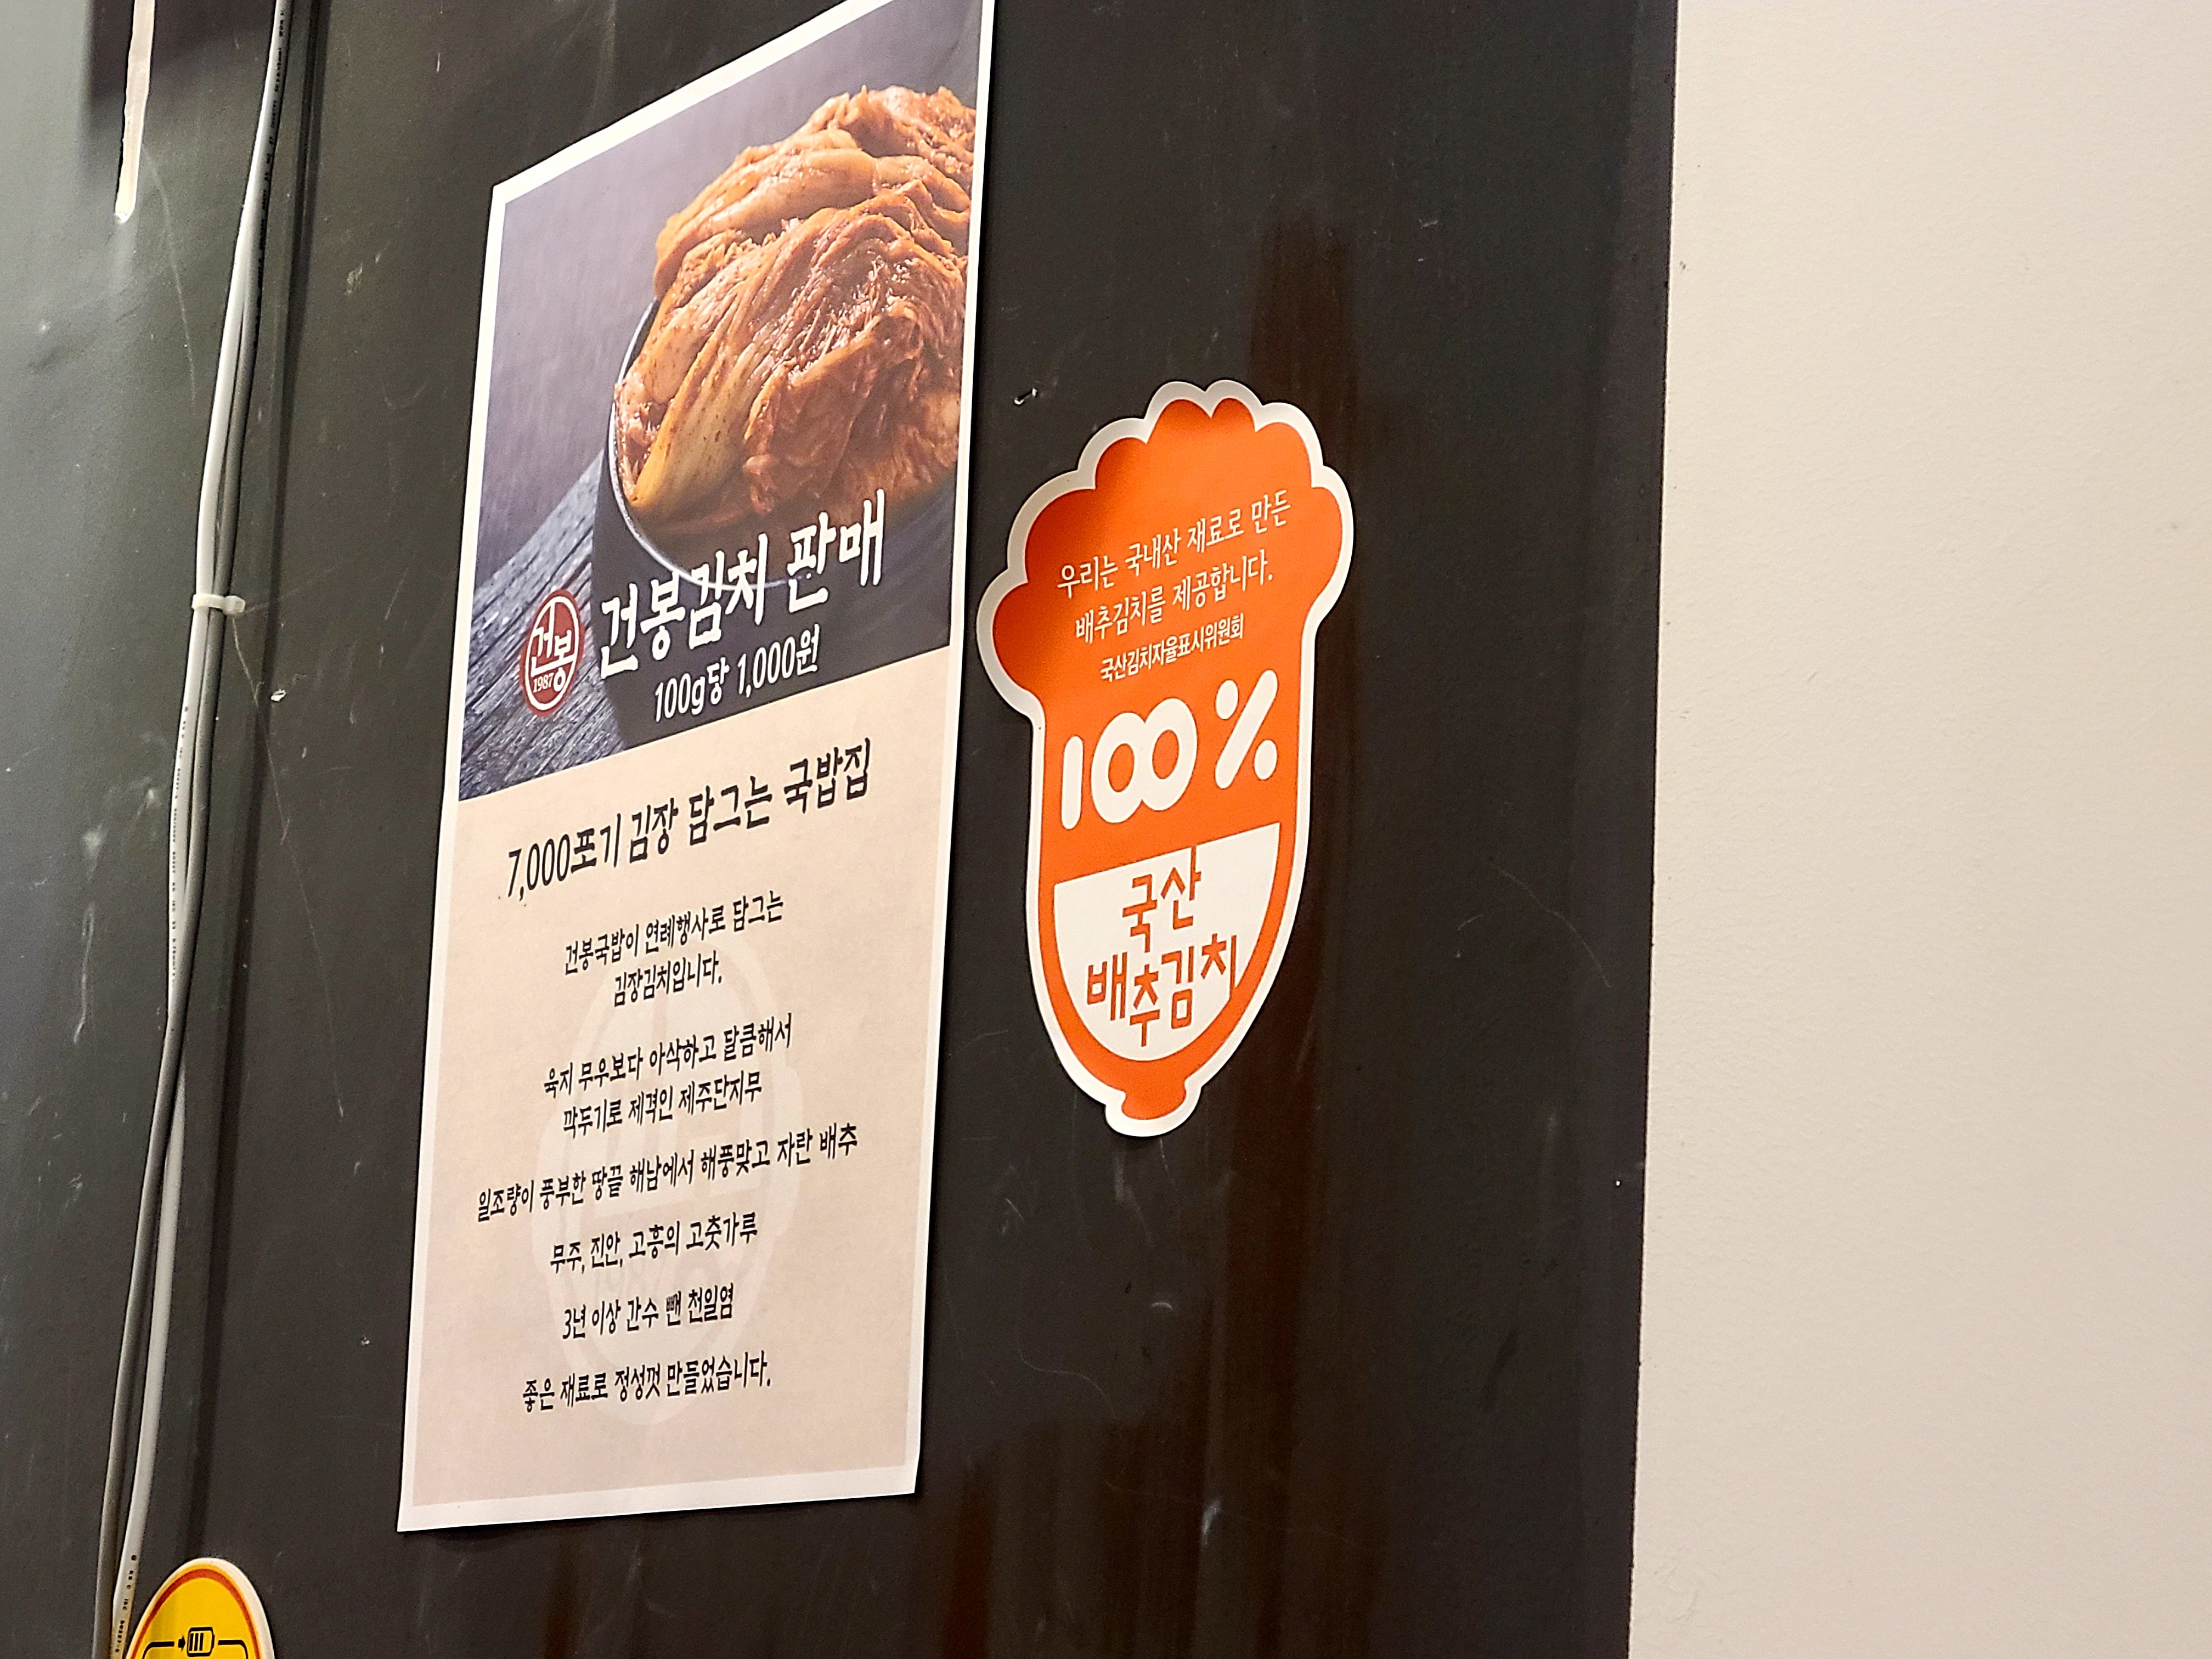 건봉
1987
건봉김치 판매
100g당 1,000원
7,000포기 김장 담그는 국밥집
건봉국밥이 연례행사로 담그는
김장김치입니다.
육지 무우보다 아삭하고 달큼해서
깍두기로 제격인 제주단지무
일조량이 풍부한 땅끝 해남에서 해풍맞고 자란 배추
무주, 진안, 고흥의 고춧가루
3년 이상 간수 뺀 천일염
좋은 재료로 정성껏 만들었습니다.
우리는 국내산 재료로 만든
배추김치를 제공합니다.
국산김치자율표시위원회
100%
국산
배추김치